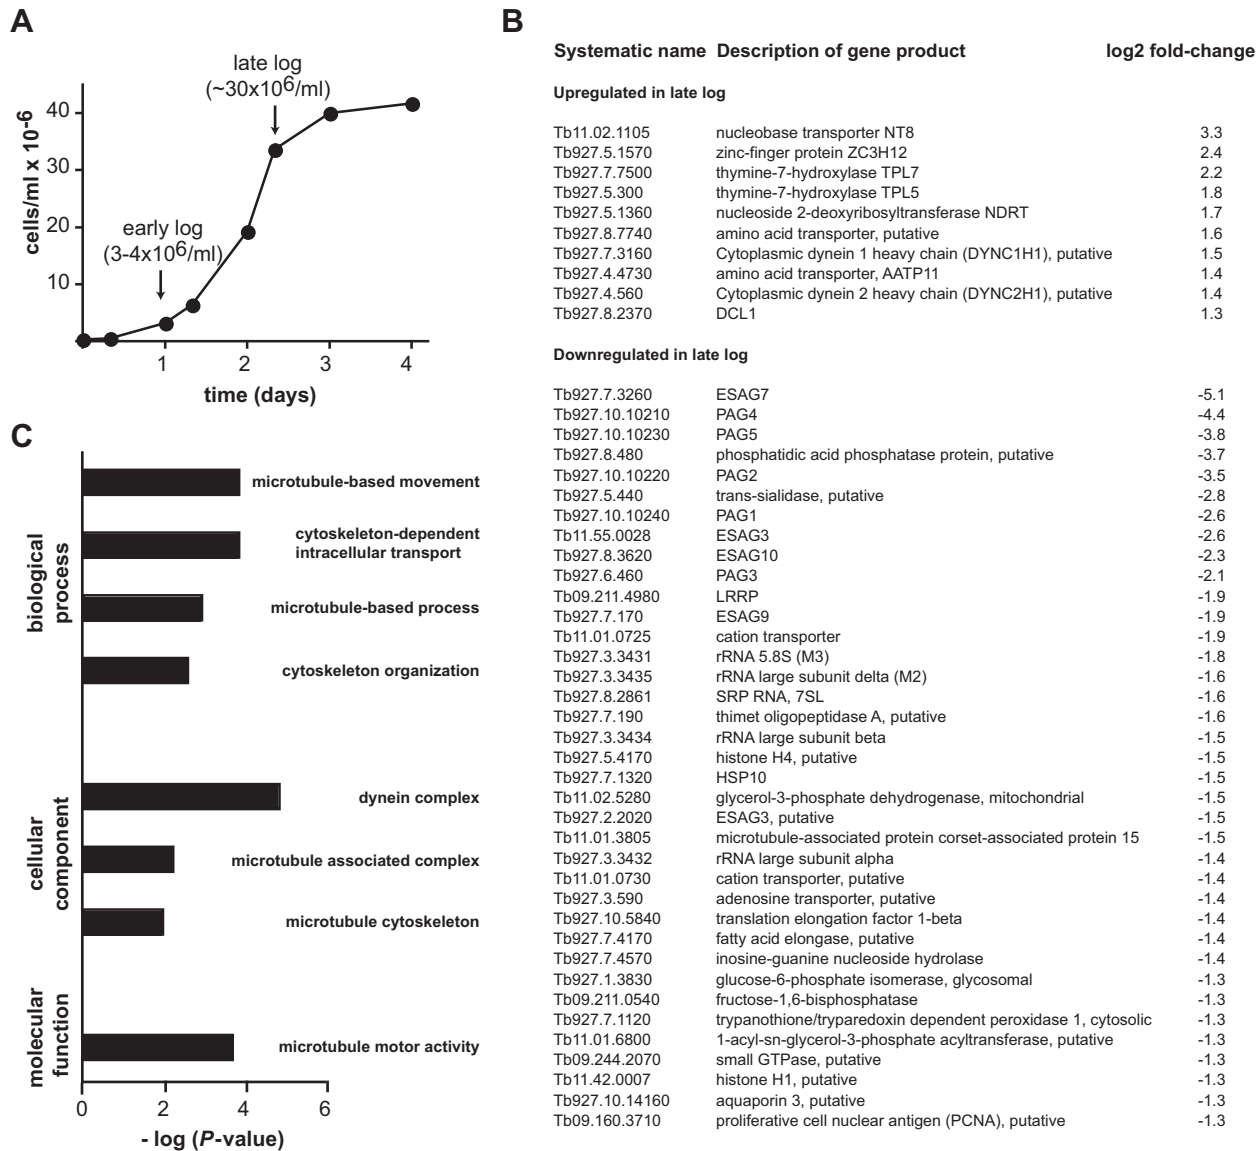 A
late log
(~30x10^6/ml)
early log
(3-4x10^6/ml)
cells/ml x 10^-6
40
30
20
10
1 2 3 4
time (days)
B
Systematic name Description of gene product log2 fold-change
Upregulated in late log
Tb11.02.1105 nucleobase transporter NT8 3.3
Tb927.5.1570 zinc-finger protein ZC3H12 2.4
Tb927.7.7500 thymine-7-hydroxylase TPL7 2.2
Tb927.5.300 thymine-7-hydroxylase TPL5 1.8
Tb927.5.1360 nucleoside 2-deoxyribosyltransferase NDRT 1.7
Tb927.8.7740 amino acid transporter, putative 1.6
Tb927.7.3160 Cytoplasmic dynein 1 heavy chain (DYNC1H1), putative 1.5
Tb927.4.4730 amino acid transporter, AATP11 1.4
Tb927.4.560 Cytoplasmic dynein 2 heavy chain (DYNC2H1), putative 1.4
Tb927.8.2370 DCL1 1.3
Downregulated in late log
Tb927.7.3260 ESAG7 -5.1
Tb927.10.10210 PAG4 -4.4
Tb927.10.10230 PAG5 -3.8
Tb927.8.480 phosphatidic acid phosphatase protein, putative -3.7
Tb927.10.10220 PAG2 -3.5
Tb927.5.440 trans-sialidase, putative -2.8
Tb927.10.10240 PAG1 -2.6
Tb11.55.0028 ESAG3 -2.6
Tb927.8.3620 ESAG10 -2.3
Tb927.6.460 PAG3 -2.1
Tb09.211.4980 LRRP -1.9
Tb927.7.170 ESAG9 -1.9
Tb11.01.0725 cation transporter -1.9
Tb927.3.3431 rRNA 5.8S (M3) -1.8
Tb927.3.3435 rRNA large subunit delta (M2) -1.6
Tb927.8.2861 SRP RNA, 7SL -1.6
Tb927.7.190 thimet oligopeptidase A, putative -1.6
Tb927.3.3434 rRNA large subunit beta -1.5
Tb927.5.4170 histone H4, putative -1.5
Tb927.7.1320 HSP10 -1.5
Tb11.02.5280 glycerol-3-phosphate dehydrogenase, mitochondrial -1.5
Tb927.2.2020 ESAG3, putative -1.5
Tb11.01.3805 microtubule-associated protein corset-associated protein 15 -1.5
Tb927.3.3432 rRNA large subunit alpha -1.4
Tb11.01.0730 cation transporter, putative -1.4
Tb927.3.590 adenosine transporter, putative -1.4
Tb927.10.5840 translation elongation factor 1-beta -1.4
Tb927.7.4170 fatty acid elongase, putative -1.4
Tb927.7.4570 inosine-guanine nucleoside hydrolase -1.4
Tb927.1.3830 glucose-6-phosphate isomerase, glycosomal -1.3
Tb09.211.0540 fructose-1,6-bisphosphatase -1.3
Tb927.7.1120 trypanothione/tryparedoxin dependent peroxidase 1, cytosolic -1.3
Tb11.01.6800 1-acyl-sn-glycerol-3-phosphate acyltransferase, putative -1.3
Tb09.244.2070 small GTPase, putative -1.3
Tb11.42.0007 histone H1, putative -1.3
Tb927.10.14160 aquaporin 3, putative -1.3
Tb09.160.3710 proliferative cell nuclear antigen (PCNA), putative -1.3
C
biological
process
microtubule-based movement
cytoskeleton-dependent
intracellular transport
microtubule-based process
cytoskeleton organization
cellular
component
dynein complex
microtubule associated complex
microtubule cytoskeleton
molecular
function
microtubule motor activity
0 2 4 6
- log (P-value)